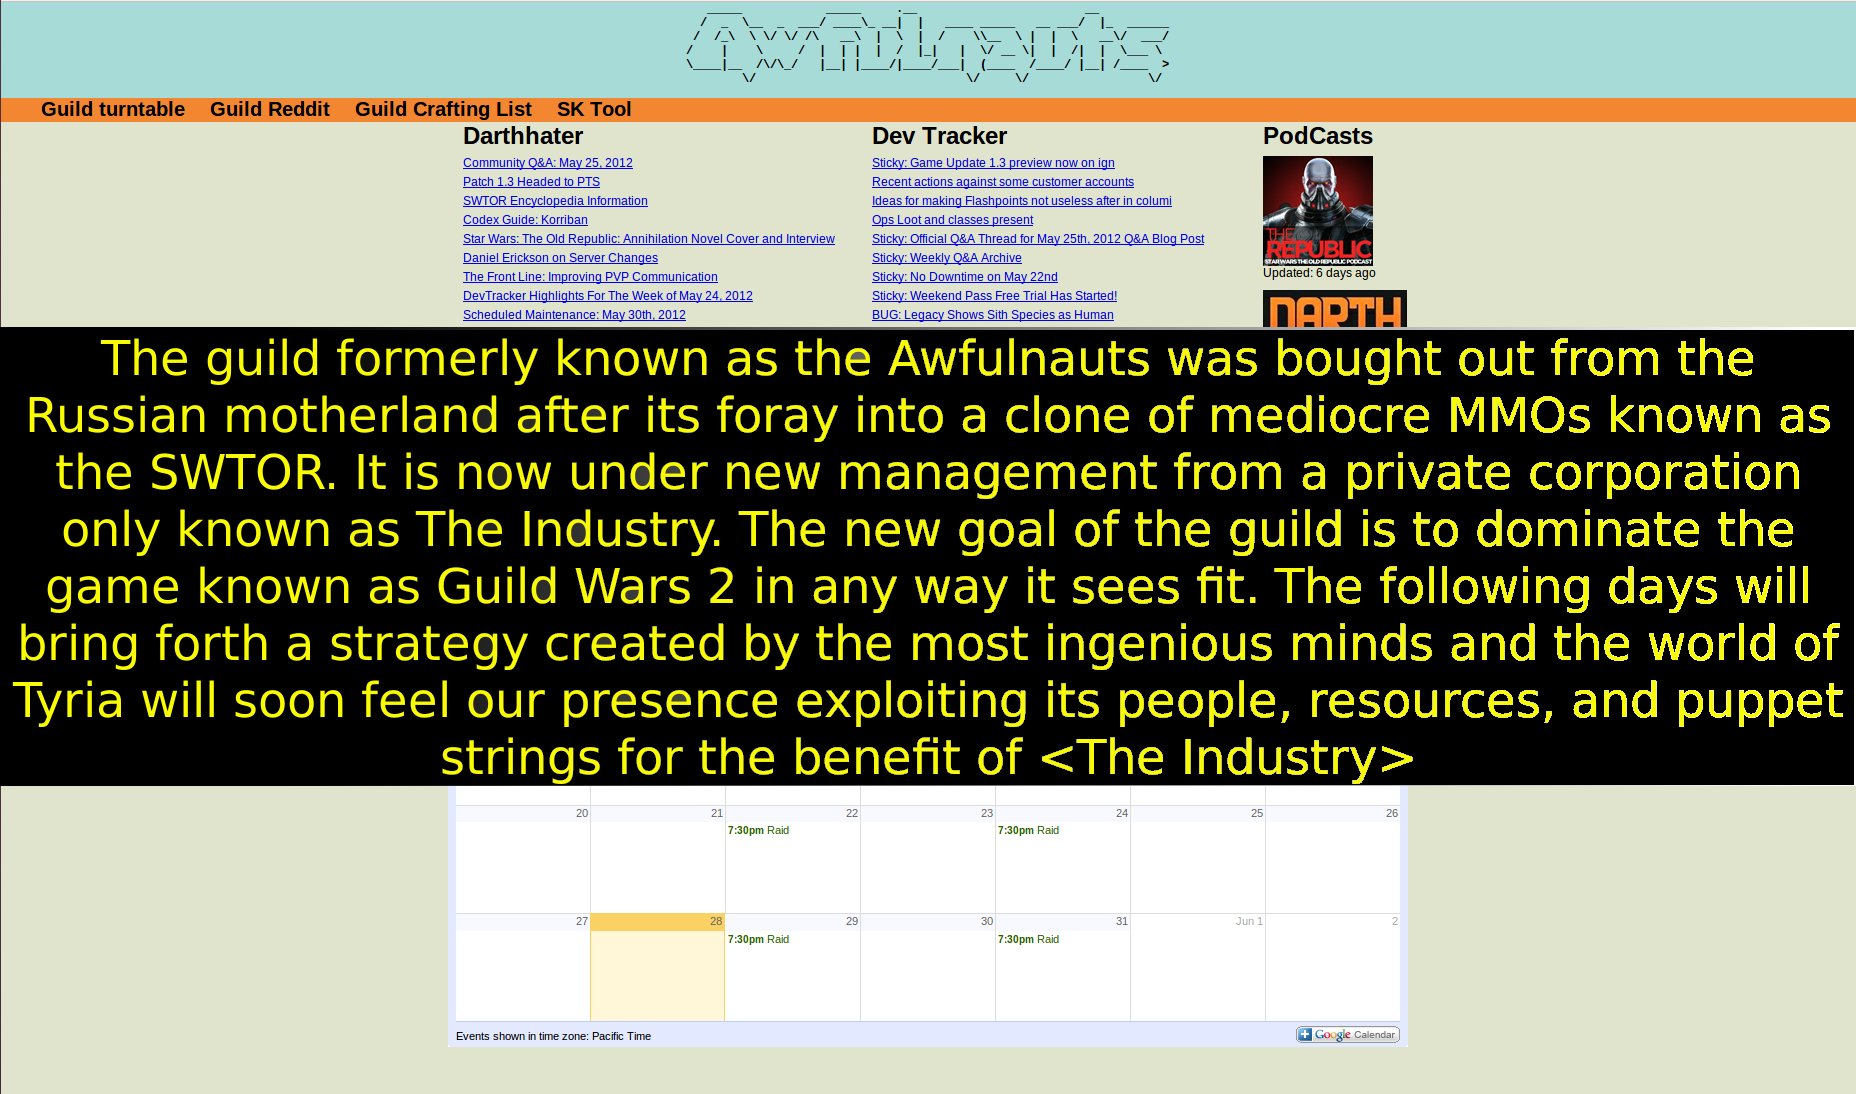 Awfulnauts
Guild turntable Guild Reddit Guild Crafting List SK Tool
Darthhater Dev Tracker PodCasts
Community Q&A: May 25, 2012 Sticky: Game Update 1.3 preview now on ign
Patch 1.3 Headed to PTS Recent actions against some customer accounts
SWTOR Encyclopedia Information Ideas for making Flashpoints not useless after in columi
Codex Guide: Korriban Ops Loot and classes present
Star Wars: The Old Republic: Annihilation Novel Cover and Interview Sticky: Official Q&A Thread for May 25th, 2012 Q&A Blog Post
THE
REPUBLIC
Daniel Erickson on Server Changes Sticky: Weekly Q&A Archive
STAR WARS THE OLD REPUBLIC PODCAST
The Front Line: Improving PVP Communication Sticky: No Downtime on May 22nd Updated: 6 days ago
DevTracker Highlights For The Week of May 24, 2012 Sticky: Weekend Pass Free Trial Has Started!
Scheduled Maintenance: May 30th, 2012 BUG: Legacy Shows Sith Species as Human DARTH
The guild formerly known as the Awfulnauts was bought out from the
Russian motherland after its foray into a clone of mediocre MMOs known as
the SWTOR. It is now under new management from a private corporation
only known as The Industry. The new goal of the guild is to dominate the
game known as Guild Wars 2 in any way it sees fit. The following days will
bring forth a strategy created by the most ingenious minds and the world of
Tyria will soon feel our presence exploiting its people, resources, and puppet
strings for the benefit of <The Industry>
20 21 22 23 24 25 26
7:30pm Raid 7:30pm Raid
27 28 29 30 31 Jun 1 2
7:30pm Raid 7:30pm Raid
Events shown in time zone: Pacific Time Google Calendar